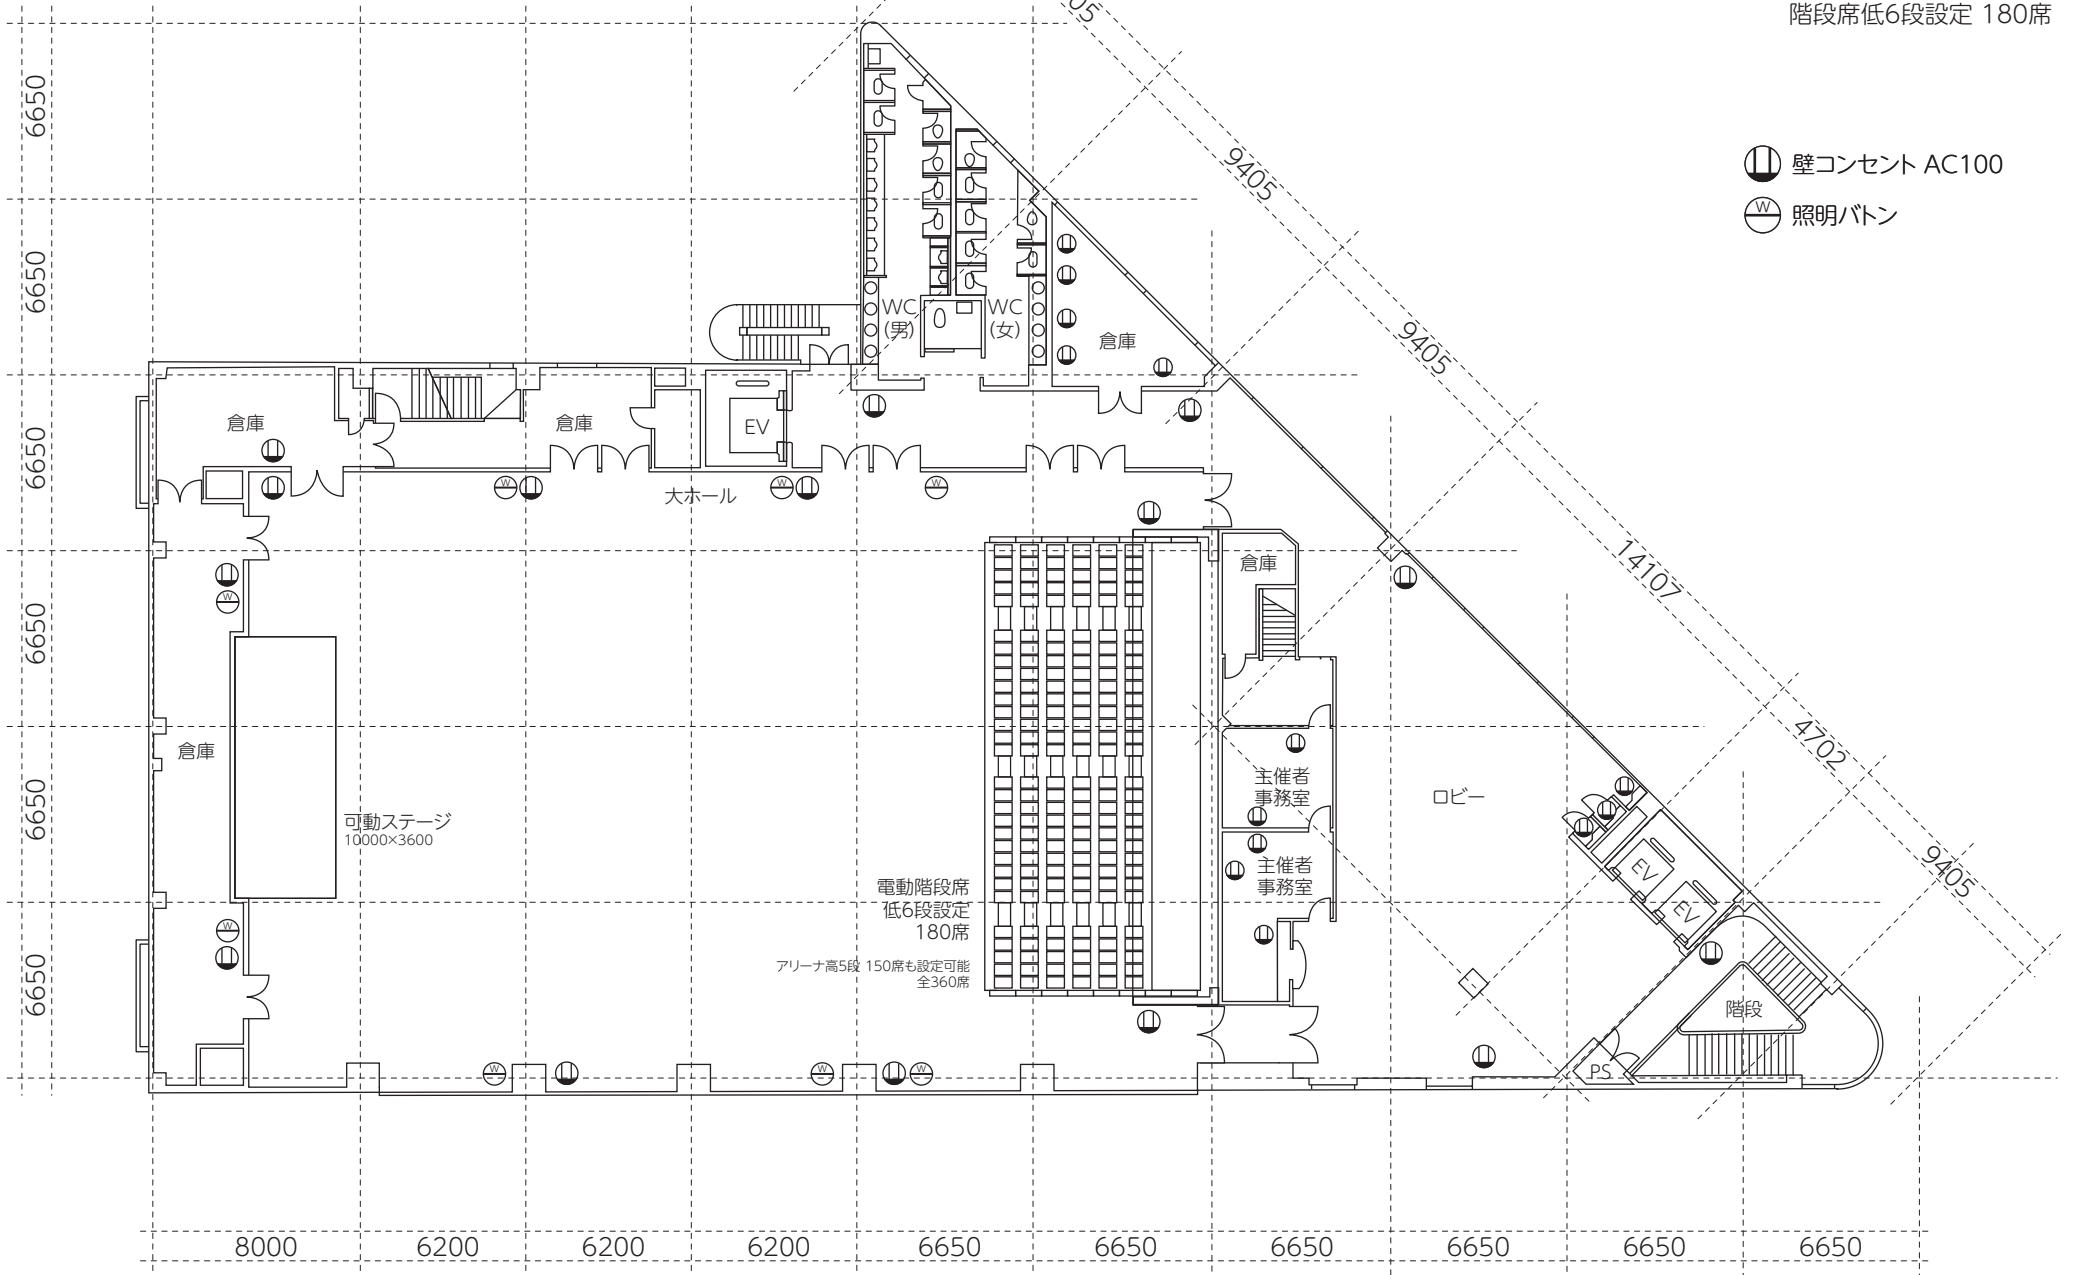 階段席低6段設定 180席
壁コンセント AC100
W 照明バトン
05
9405
9405
14107
4702
9405
6650
6650
6650
6650
6650
6650
WC
(男)
WC
(女)
倉庫
倉庫
倉庫
EV
W
W
W
大ホール
倉庫
W
倉庫
主催者
事務室
ロビー
可動ステージ
10000×3600
主催者
事務室
EV
EV
電動階段席
低6段設定
180席
W
アリーナ高5段 150席も設定可能
全360席
階段
PS
W
W
W
8000
6200
6200
6200
6650
6650
6650
6650
6650
6650